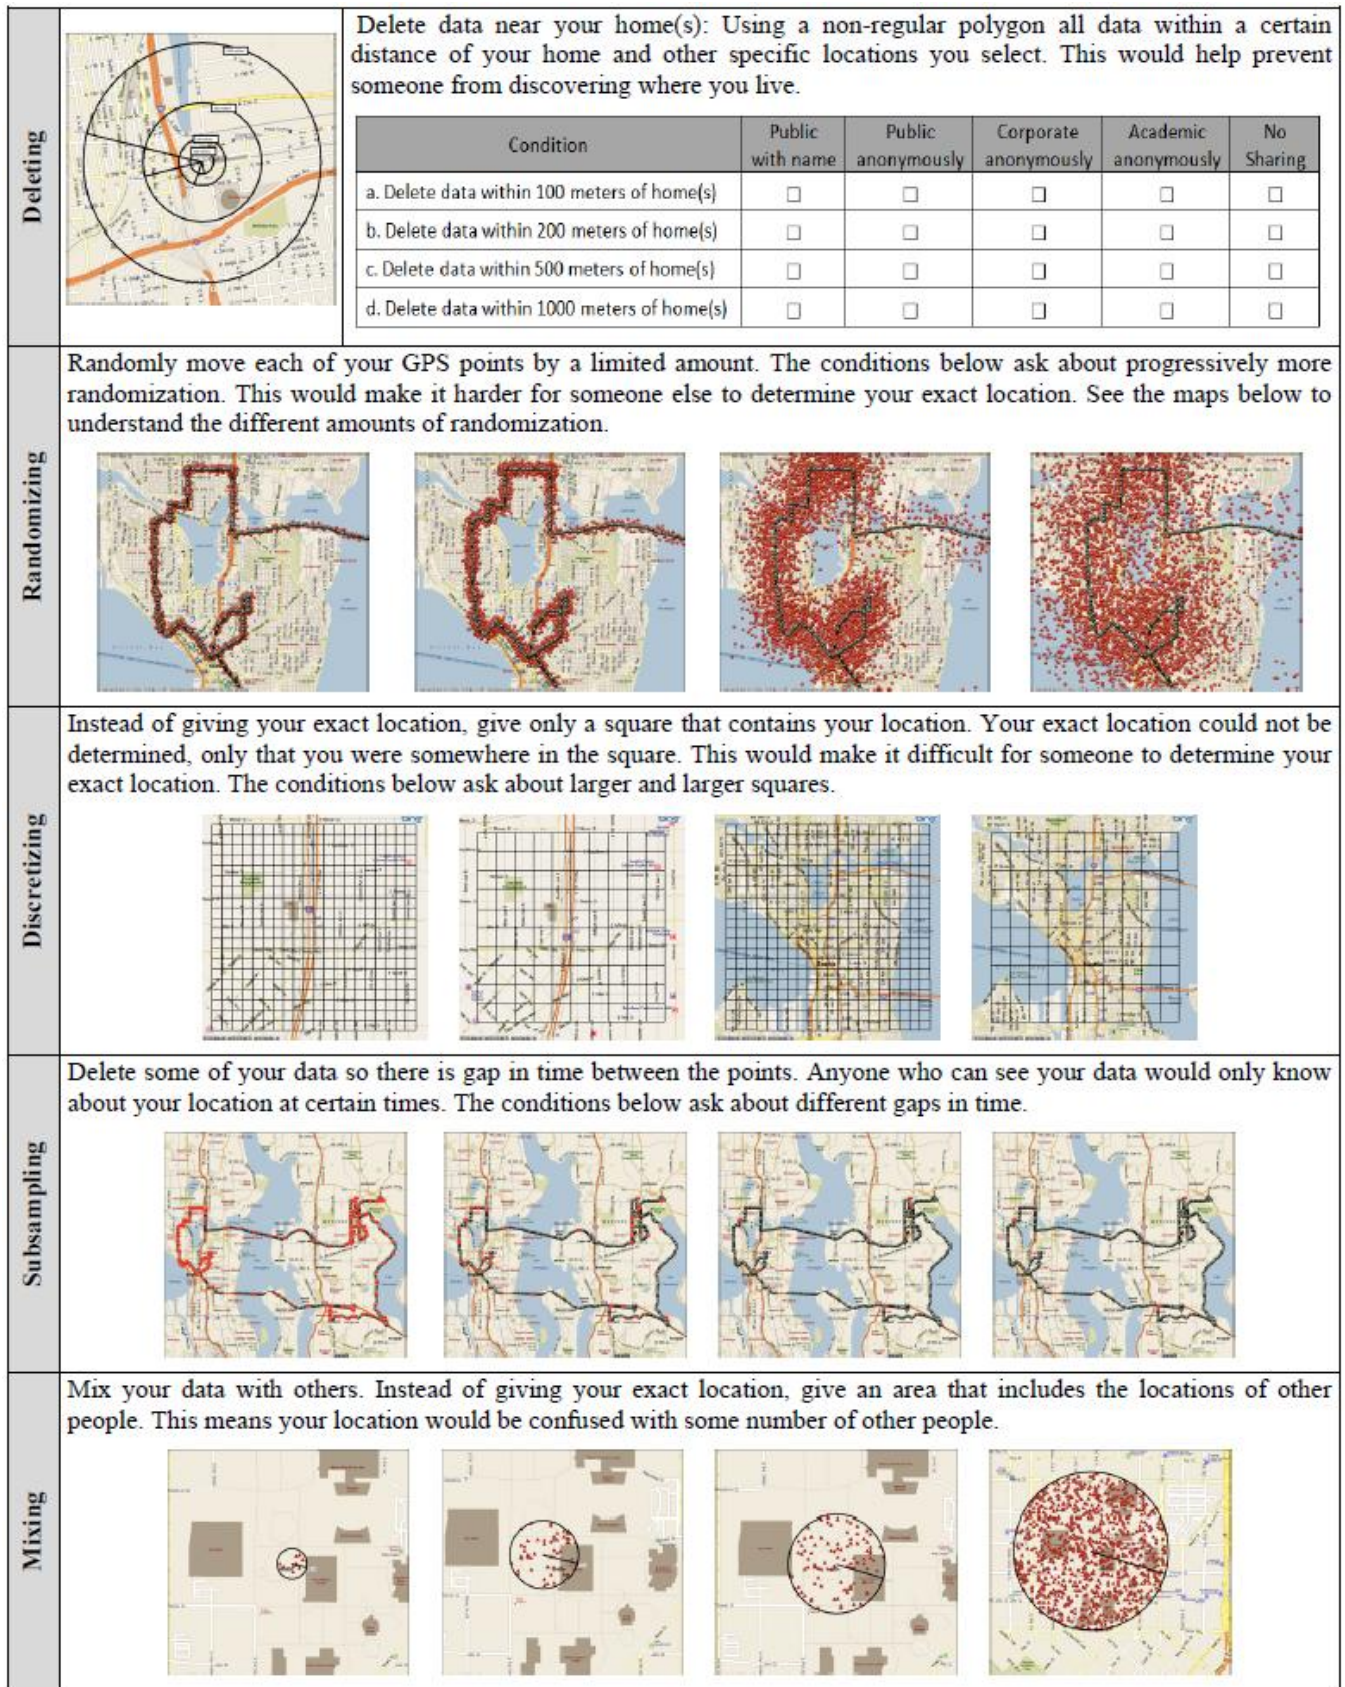 Deleting
Delete data near your home(s): Using a non-regular polygon all data within a certain
distance of your home and other specific locations you select. This would help prevent
someone from discovering where you live.
Condition Public with name Public anonymously Corporate anonymously Academic anonymously No Sharing
a. Delete data within 100 meters of home(s)
b. Delete data within 200 meters of home(s)
c. Delete data within 500 meters of home(s)
d. Delete data within 1000 meters of home(s)
Randomizing
Randomly move each of your GPS points by a limited amount. The conditions below ask about progressively more
randomization. This would make it harder for someone else to determine your exact location. See the maps below to
understand the different amounts of randomization.
Discretizing
Instead of giving your exact location, give only a square that contains your location. Your exact location could not be
determined, only that you were somewhere in the square. This would make it difficult for someone to determine your
exact location. The conditions below ask about larger and larger squares.
Subsampling
Delete some of your data so there is gap in time between the points. Anyone who can see your data would only know
about your location at certain times. The conditions below ask about different gaps in time.
Mixing
Mix your data with others. Instead of giving your exact location, give an area that includes the locations of other
people. This means your location would be confused with some number of other people.